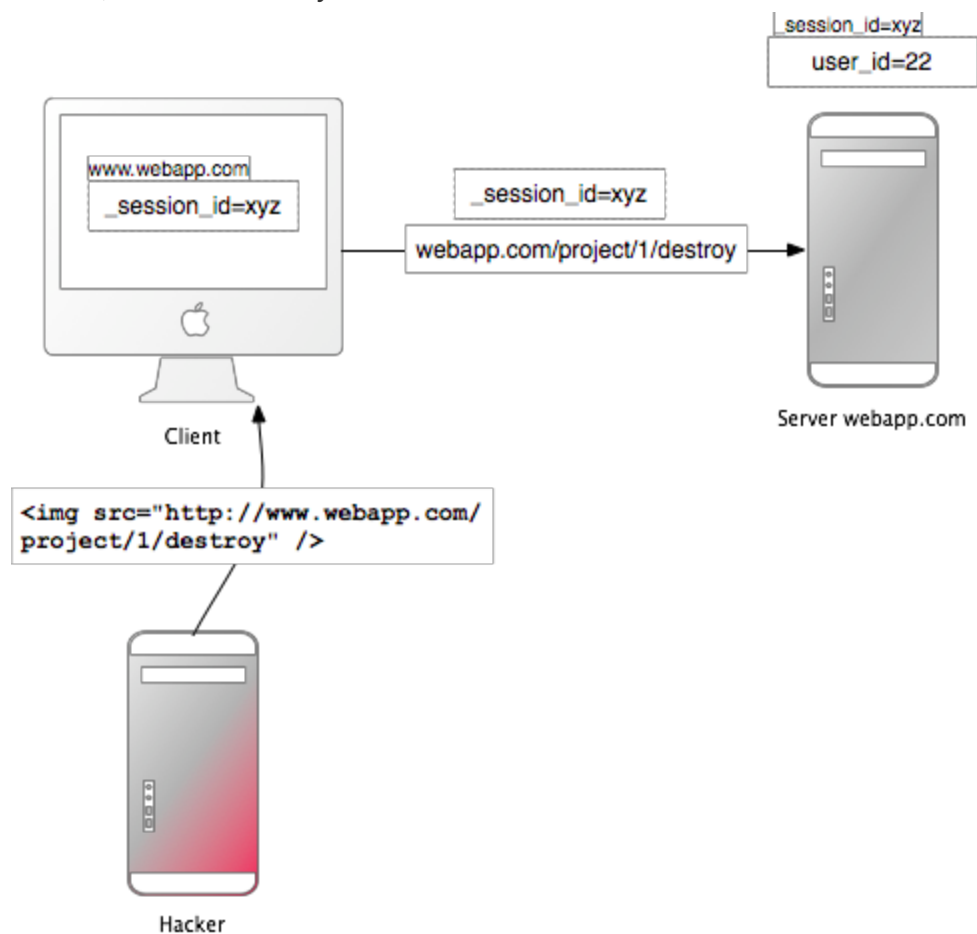 _session_id=xyz
user_id=22
www.webapp.com
_session_id=xyz
_session_id=xyz
webapp.com/project/1/destroy
Server webapp.com
Client
<img src="http://www.webapp.com/
project/1/destroy" />
Hacker